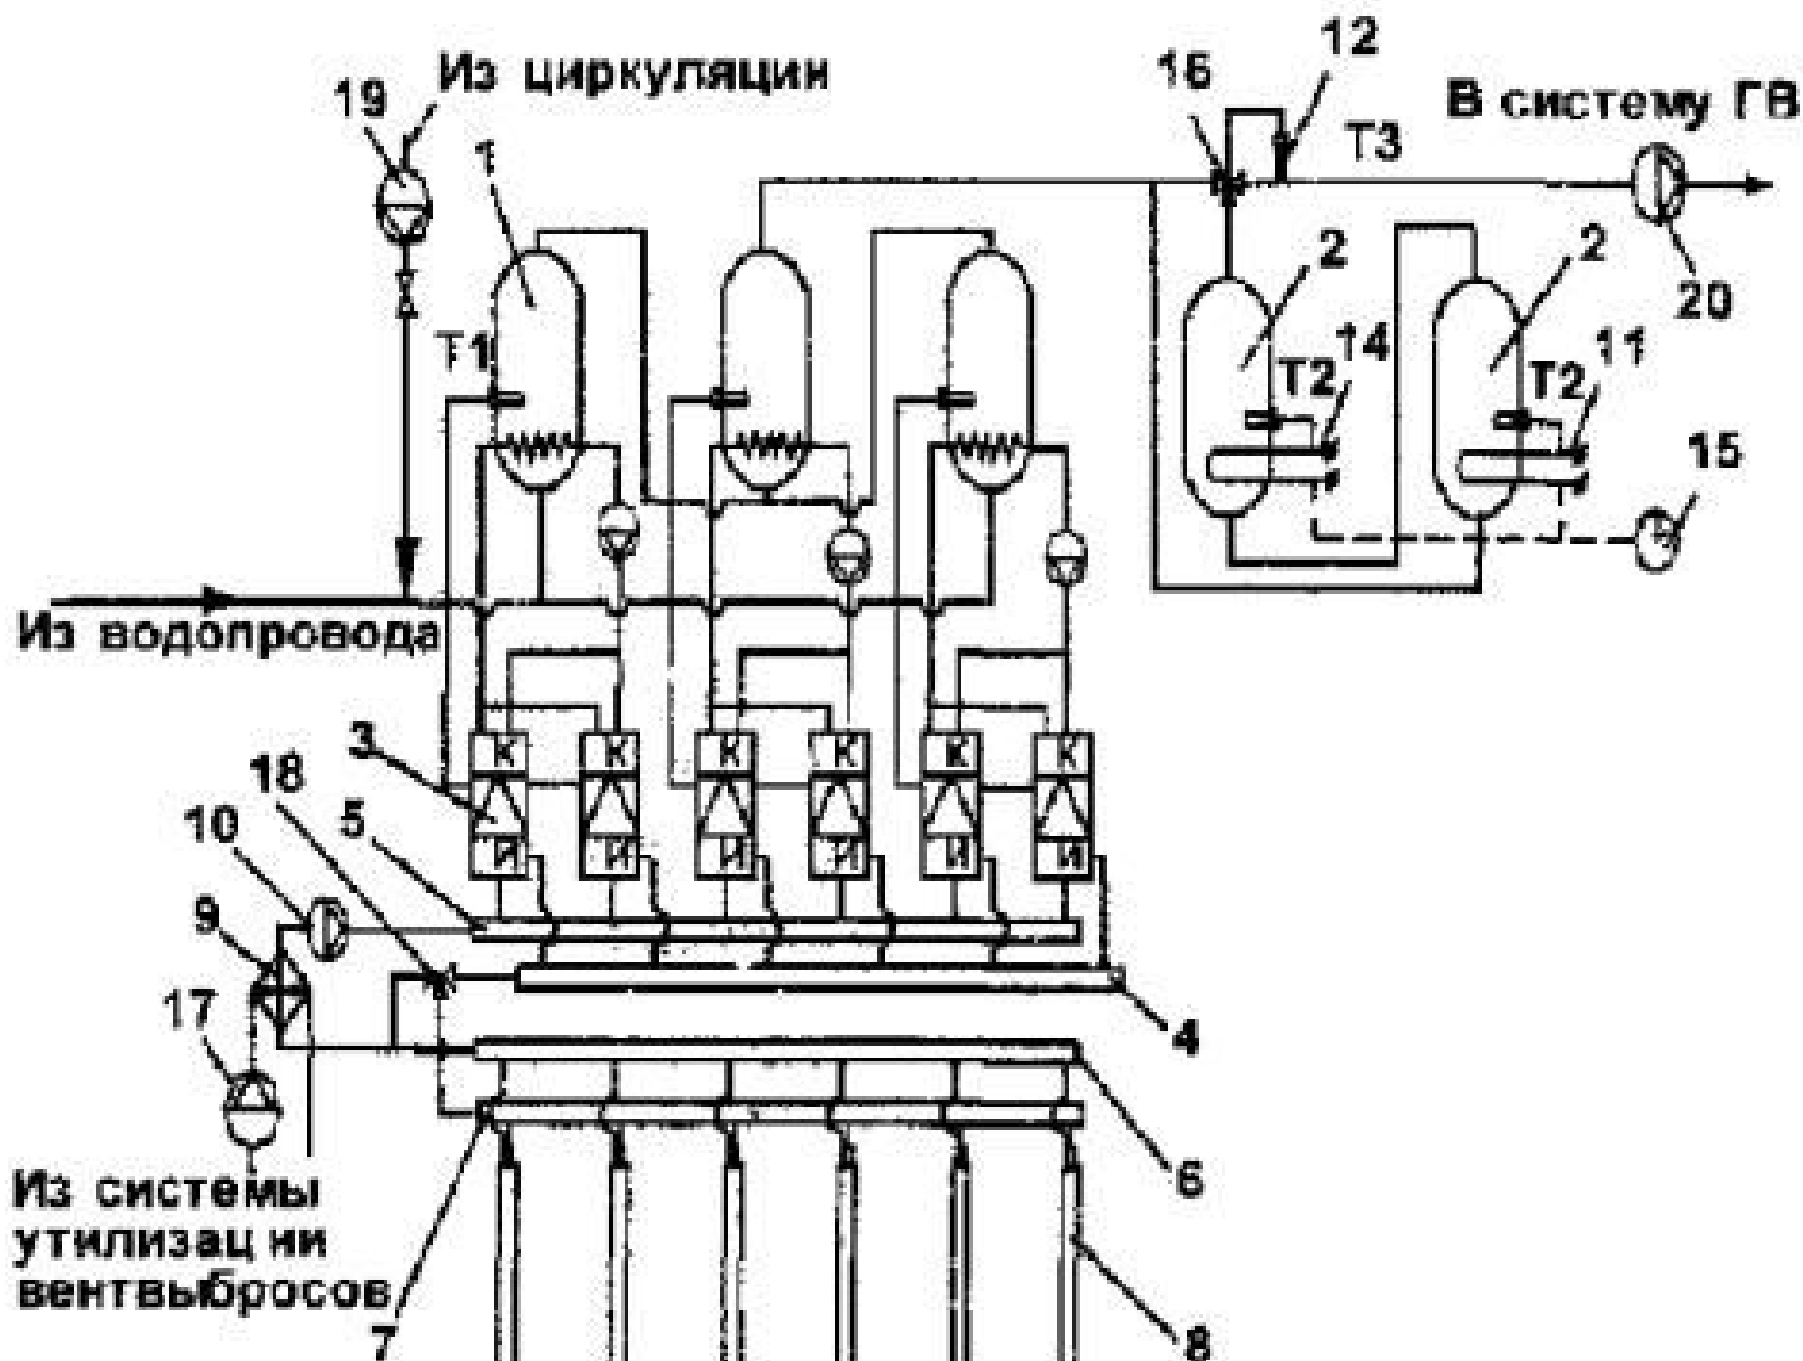 12
16
Из циркуляции
19
В систему ГВ
Т3
1
2
2
20
Т1
14
11
Т2
Т2
15
Из водопровода
3
К К К К К К
18
10
5
И И И И И И
9
17
4
6
Из системы
утилизац ии
вентвыбросов
7
8